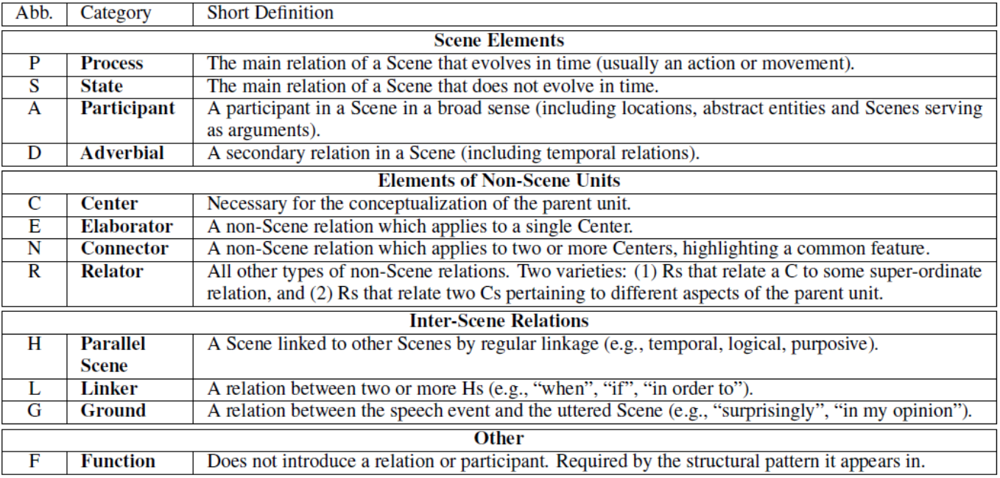 Abb. Category Short Definition
Scene Elements
P Process The main relation of a Scene that evolves in time (usually an action or movement).
S State The main relation of a Scene that does not evolve in time.
A Participant A participant in a Scene in a broad sense (including locations, abstract entities and Scenes serving
as arguments).
D Adverbial A secondary relation in a Scene (including temporal relations).
Elements of Non-Scene Units
C Center Necessary for the conceptualization of the parent unit.
E Elaborator A non-Scene relation which applies to a single Center.
N Connector A non-Scene relation which applies to two or more Centers, highlighting a common feature.
R Relator All other types of non-Scene relations. Two varieties: (1) Rs that relate a C to some super-ordinate
relation, and (2) Rs that relate two Cs pertaining to different aspects of the parent unit.
Inter-Scene Relations
H Parallel A Scene linked to other Scenes by regular linkage (e.g., temporal, logical, purposive).
Scene
L Linker A relation between two or more Hs (e.g., “when”, “if”, “in order to”).
G Ground A relation between the speech event and the uttered Scene (e.g., “surprisingly”, “in my opinion”).
Other
F Function Does not introduce a relation or participant. Required by the structural pattern it appears in.